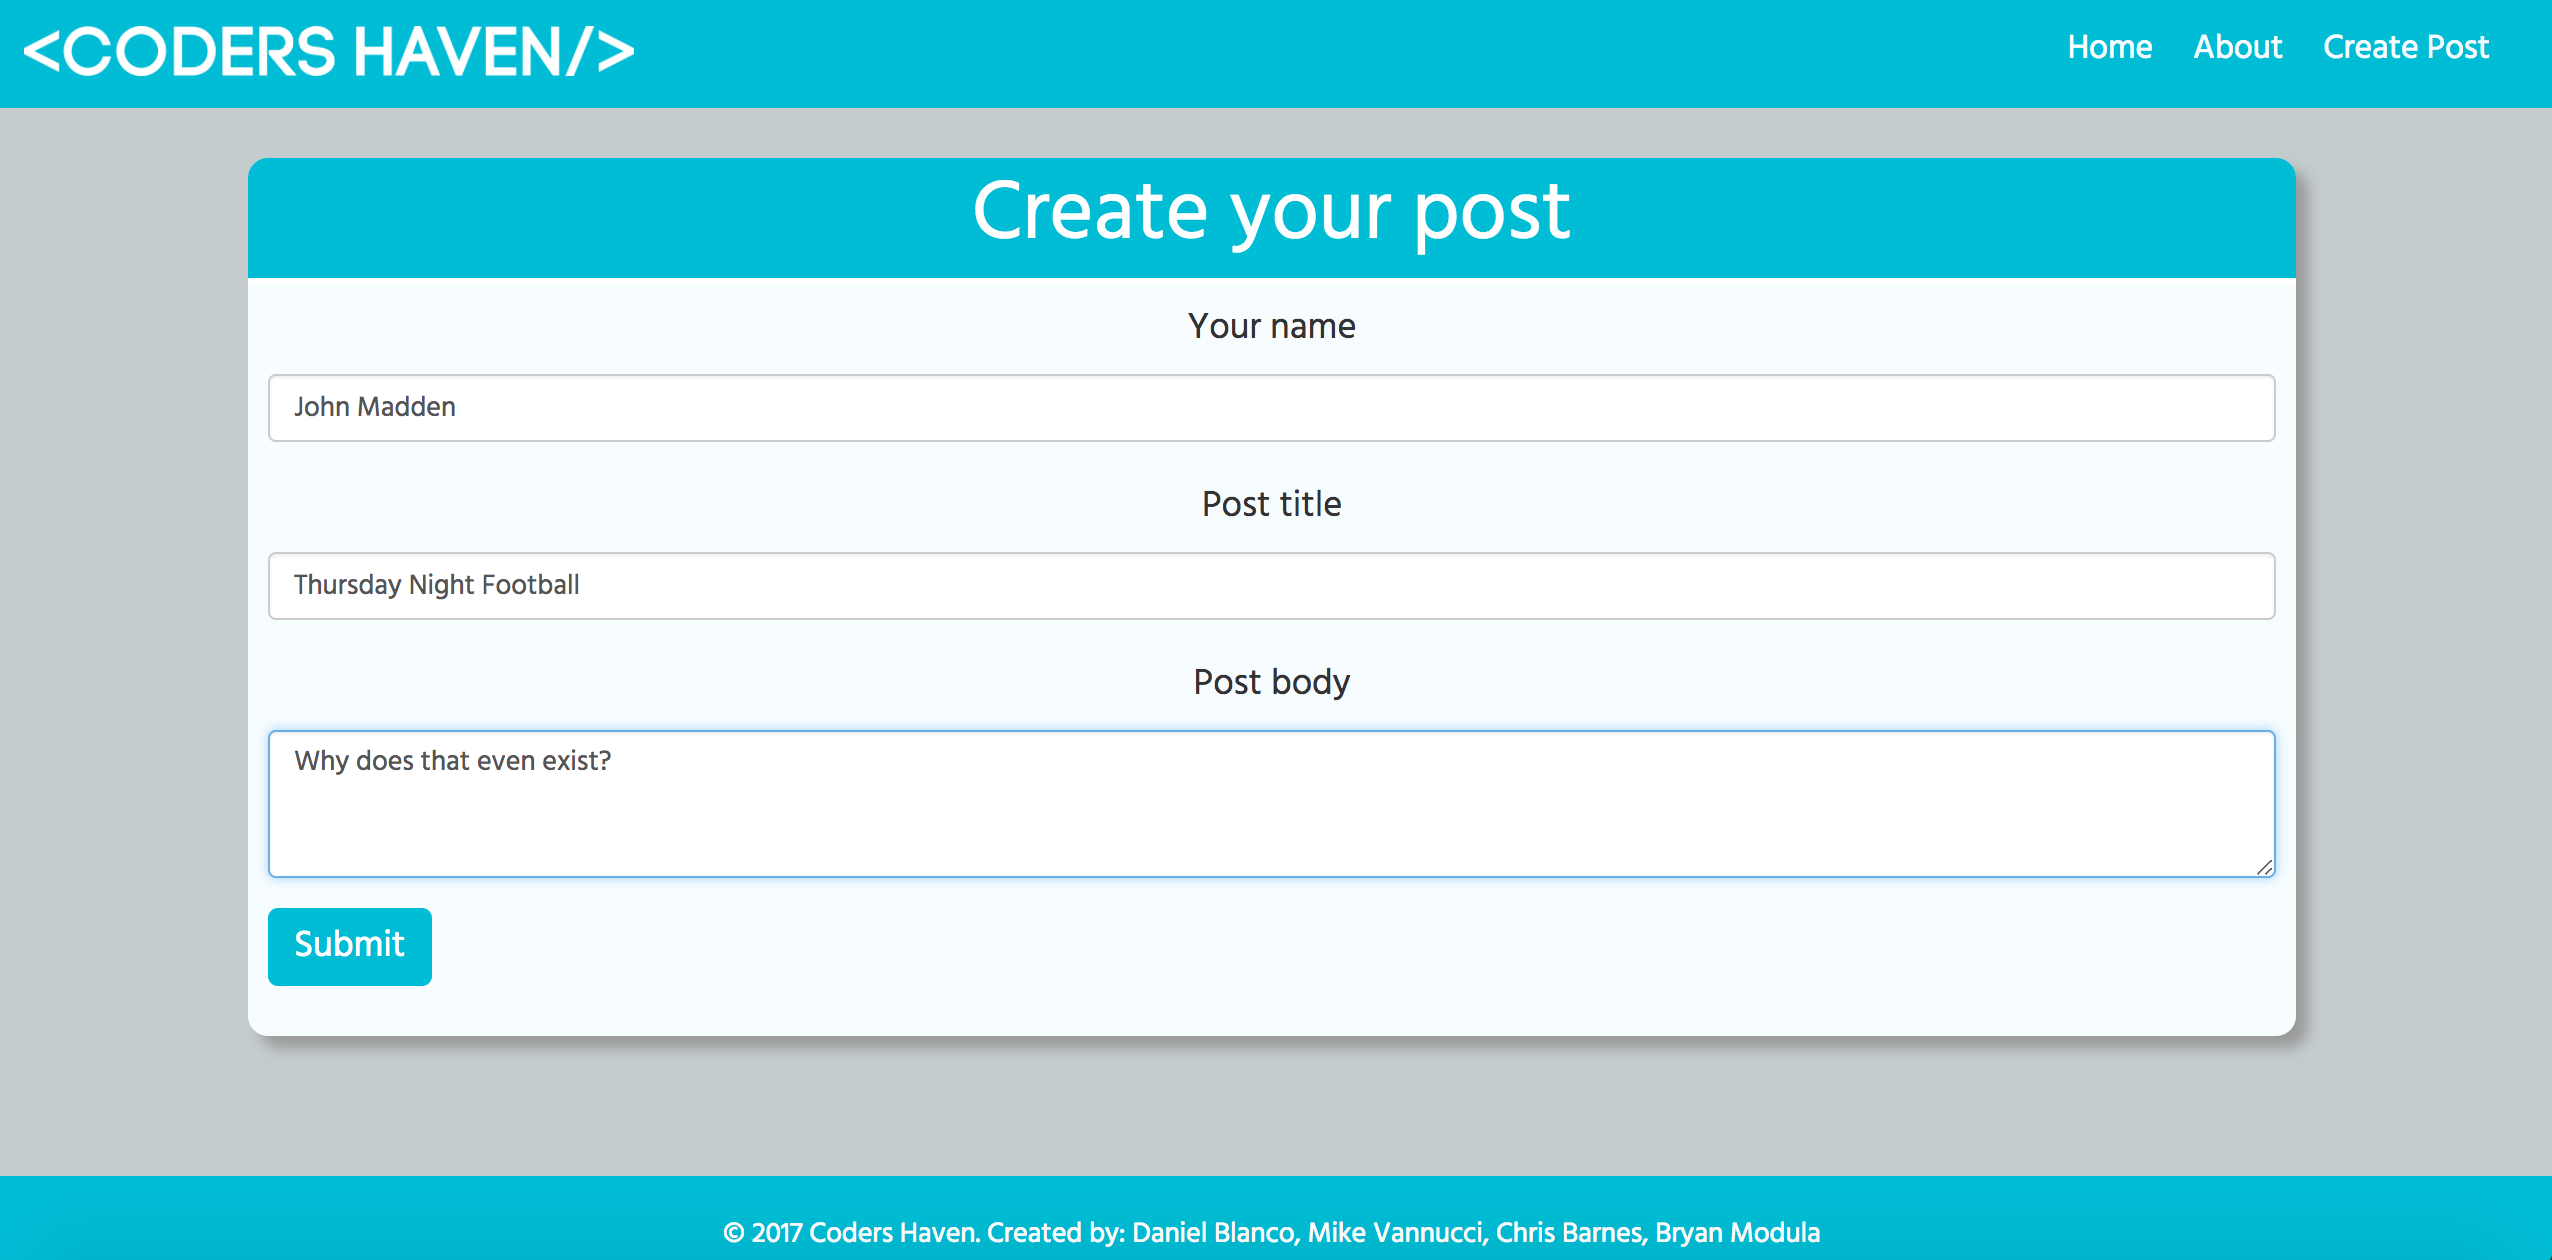 <CODERS HAVEN/>
Home About Create Post
Create your post
Your name
John Madden
Post title
Thursday Night Football
Post body
Why does that even exist?
Submit
© 2017 Coders Haven. Created by: Daniel Blanco, Mike Vannucci, Chris Barnes, Bryan Modula